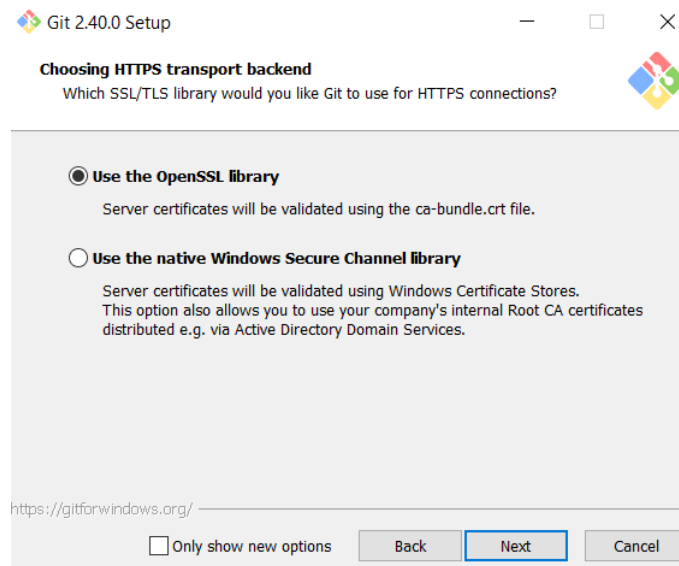 Git 2.40.0 Setup
Choosing HTTPS transport backend
Which SSL/TLS library would you like Git to use for HTTPS connections?
Use the OpenSSL library
Server certificates will be validated using the ca-bundle.crt file.
Use the native Windows Secure Channel library
Server certificates will be validated using Windows Certificate Stores.
This option also allows you to use your company's internal Root CA certificates
distributed e.g. via Active Directory Domain Services.
https://gitforwindows.org/
Only show new options
Back
Next
Cancel